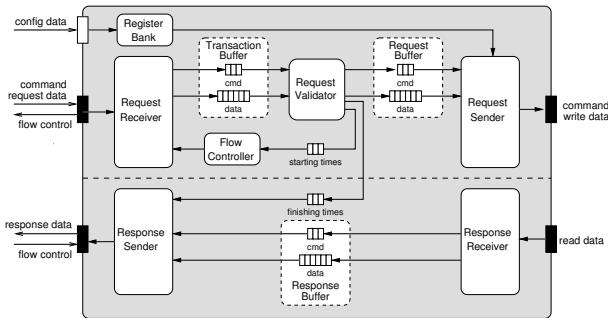 config data
Register
Bank
Transaction
Buffer
cmd
data
Request
Validator
Request
Buffer
cmd
data
command
request data
flow control
Request
Receiver
Flow
Controller
starting times
Request
Sender
command
write data
finishing times
response data
flow control
Response
Sender
cmd
data
Response
Buffer
Response
Receiver
read data